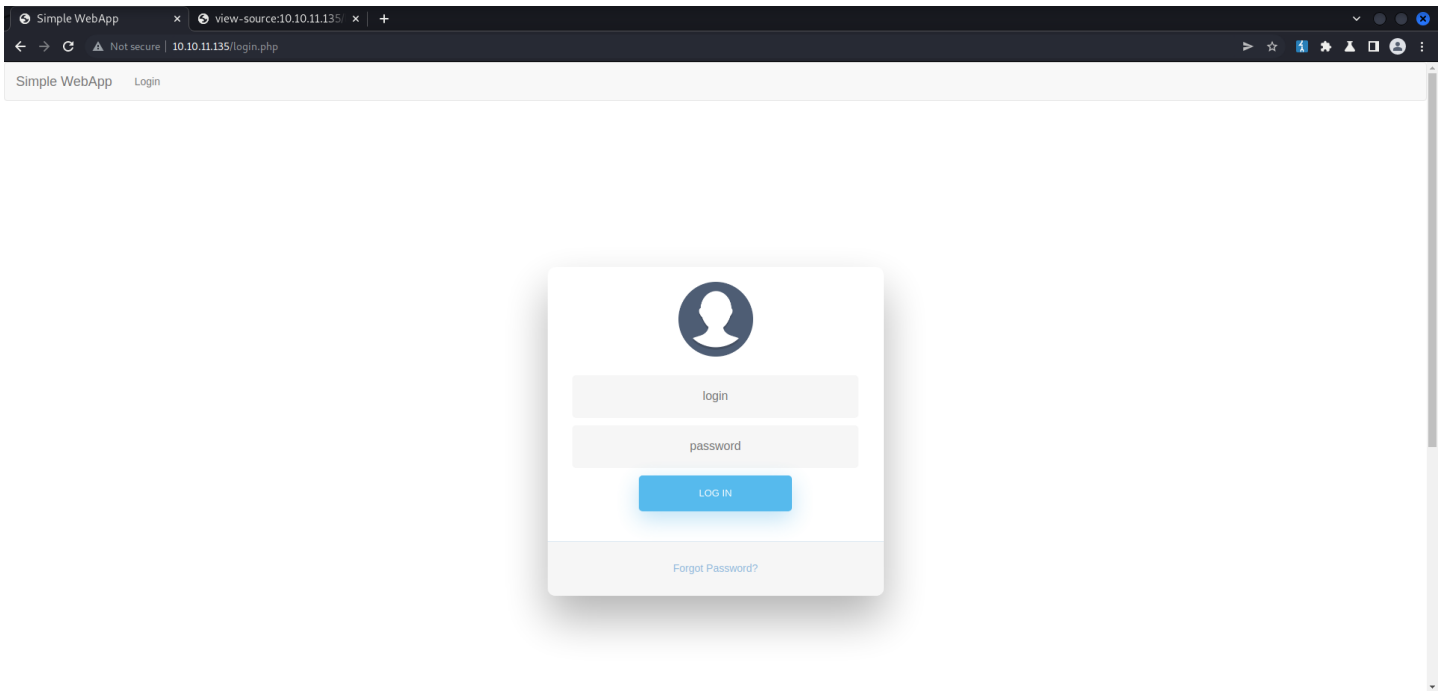 Simple WebApp
view-source:10.10.11.135/
Not secure 10.10.11.135/login.php
Simple WebApp Login
login
password
LOG IN
Forgot Password?